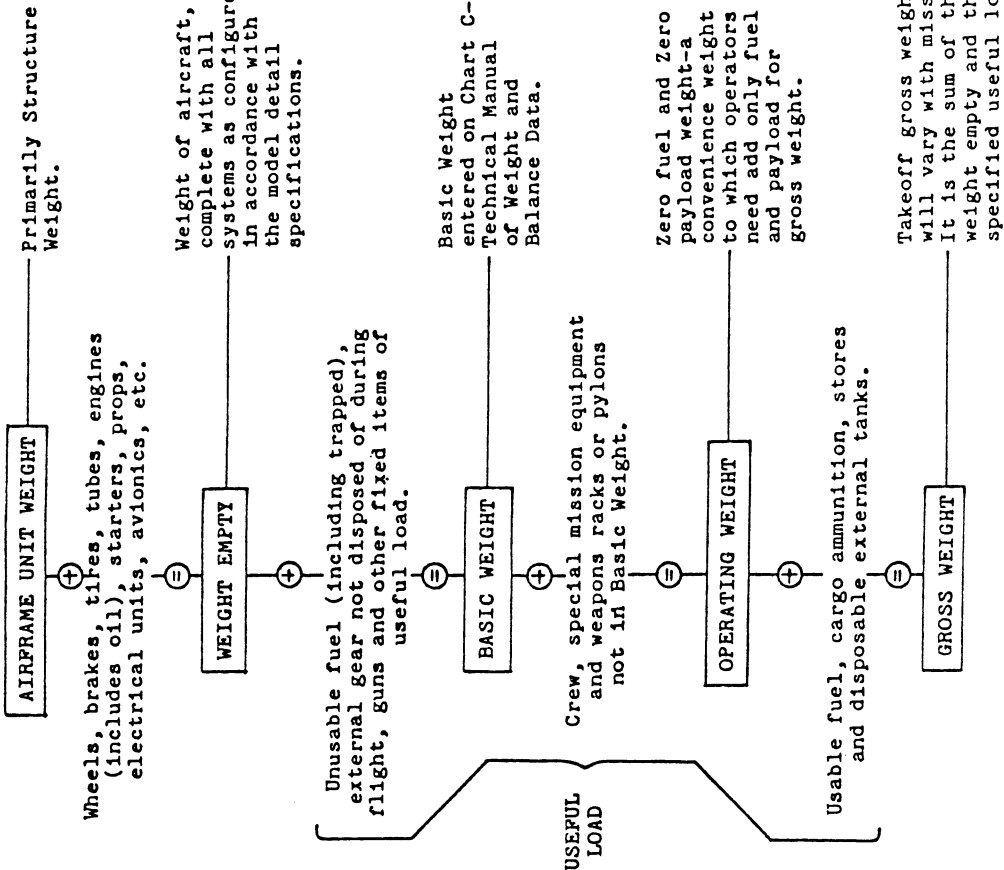 AIRFRAME UNIT WEIGHT
Primarily Structure
Weight.
+
Wheels, brakes, tires, tubes, engines
(includes oil), starters, props,
electrical units, avionics, etc.
=
WEIGHT EMPTY
Weight of aircraft,
complete with all
systems as configure
in accordance with
the model detail
specifications.
+
Unusable fuel (including trapped),
external gear not disposed of during
flight, guns and other fixed items of
useful load.
=
BASIC WEIGHT
Basic Weight
entered on Chart C-
Technical Manual
of Weight and
Balance Data.
+
Crew, special mission equipment
and weapons racks or pylons
not in Basic Weight.
USEFUL
LOAD
=
OPERATING WEIGHT
Zero fuel and Zero
payload weight-a
convenience weight
to which operators
need add only fuel
and payload for
gross weight.
+
Usable fuel, cargo ammunition, stores
and disposable external tanks.
=
GROSS WEIGHT
Takeoff gross weigh
will vary with miss
It is the sum of th
weight empty and th
specified useful lo